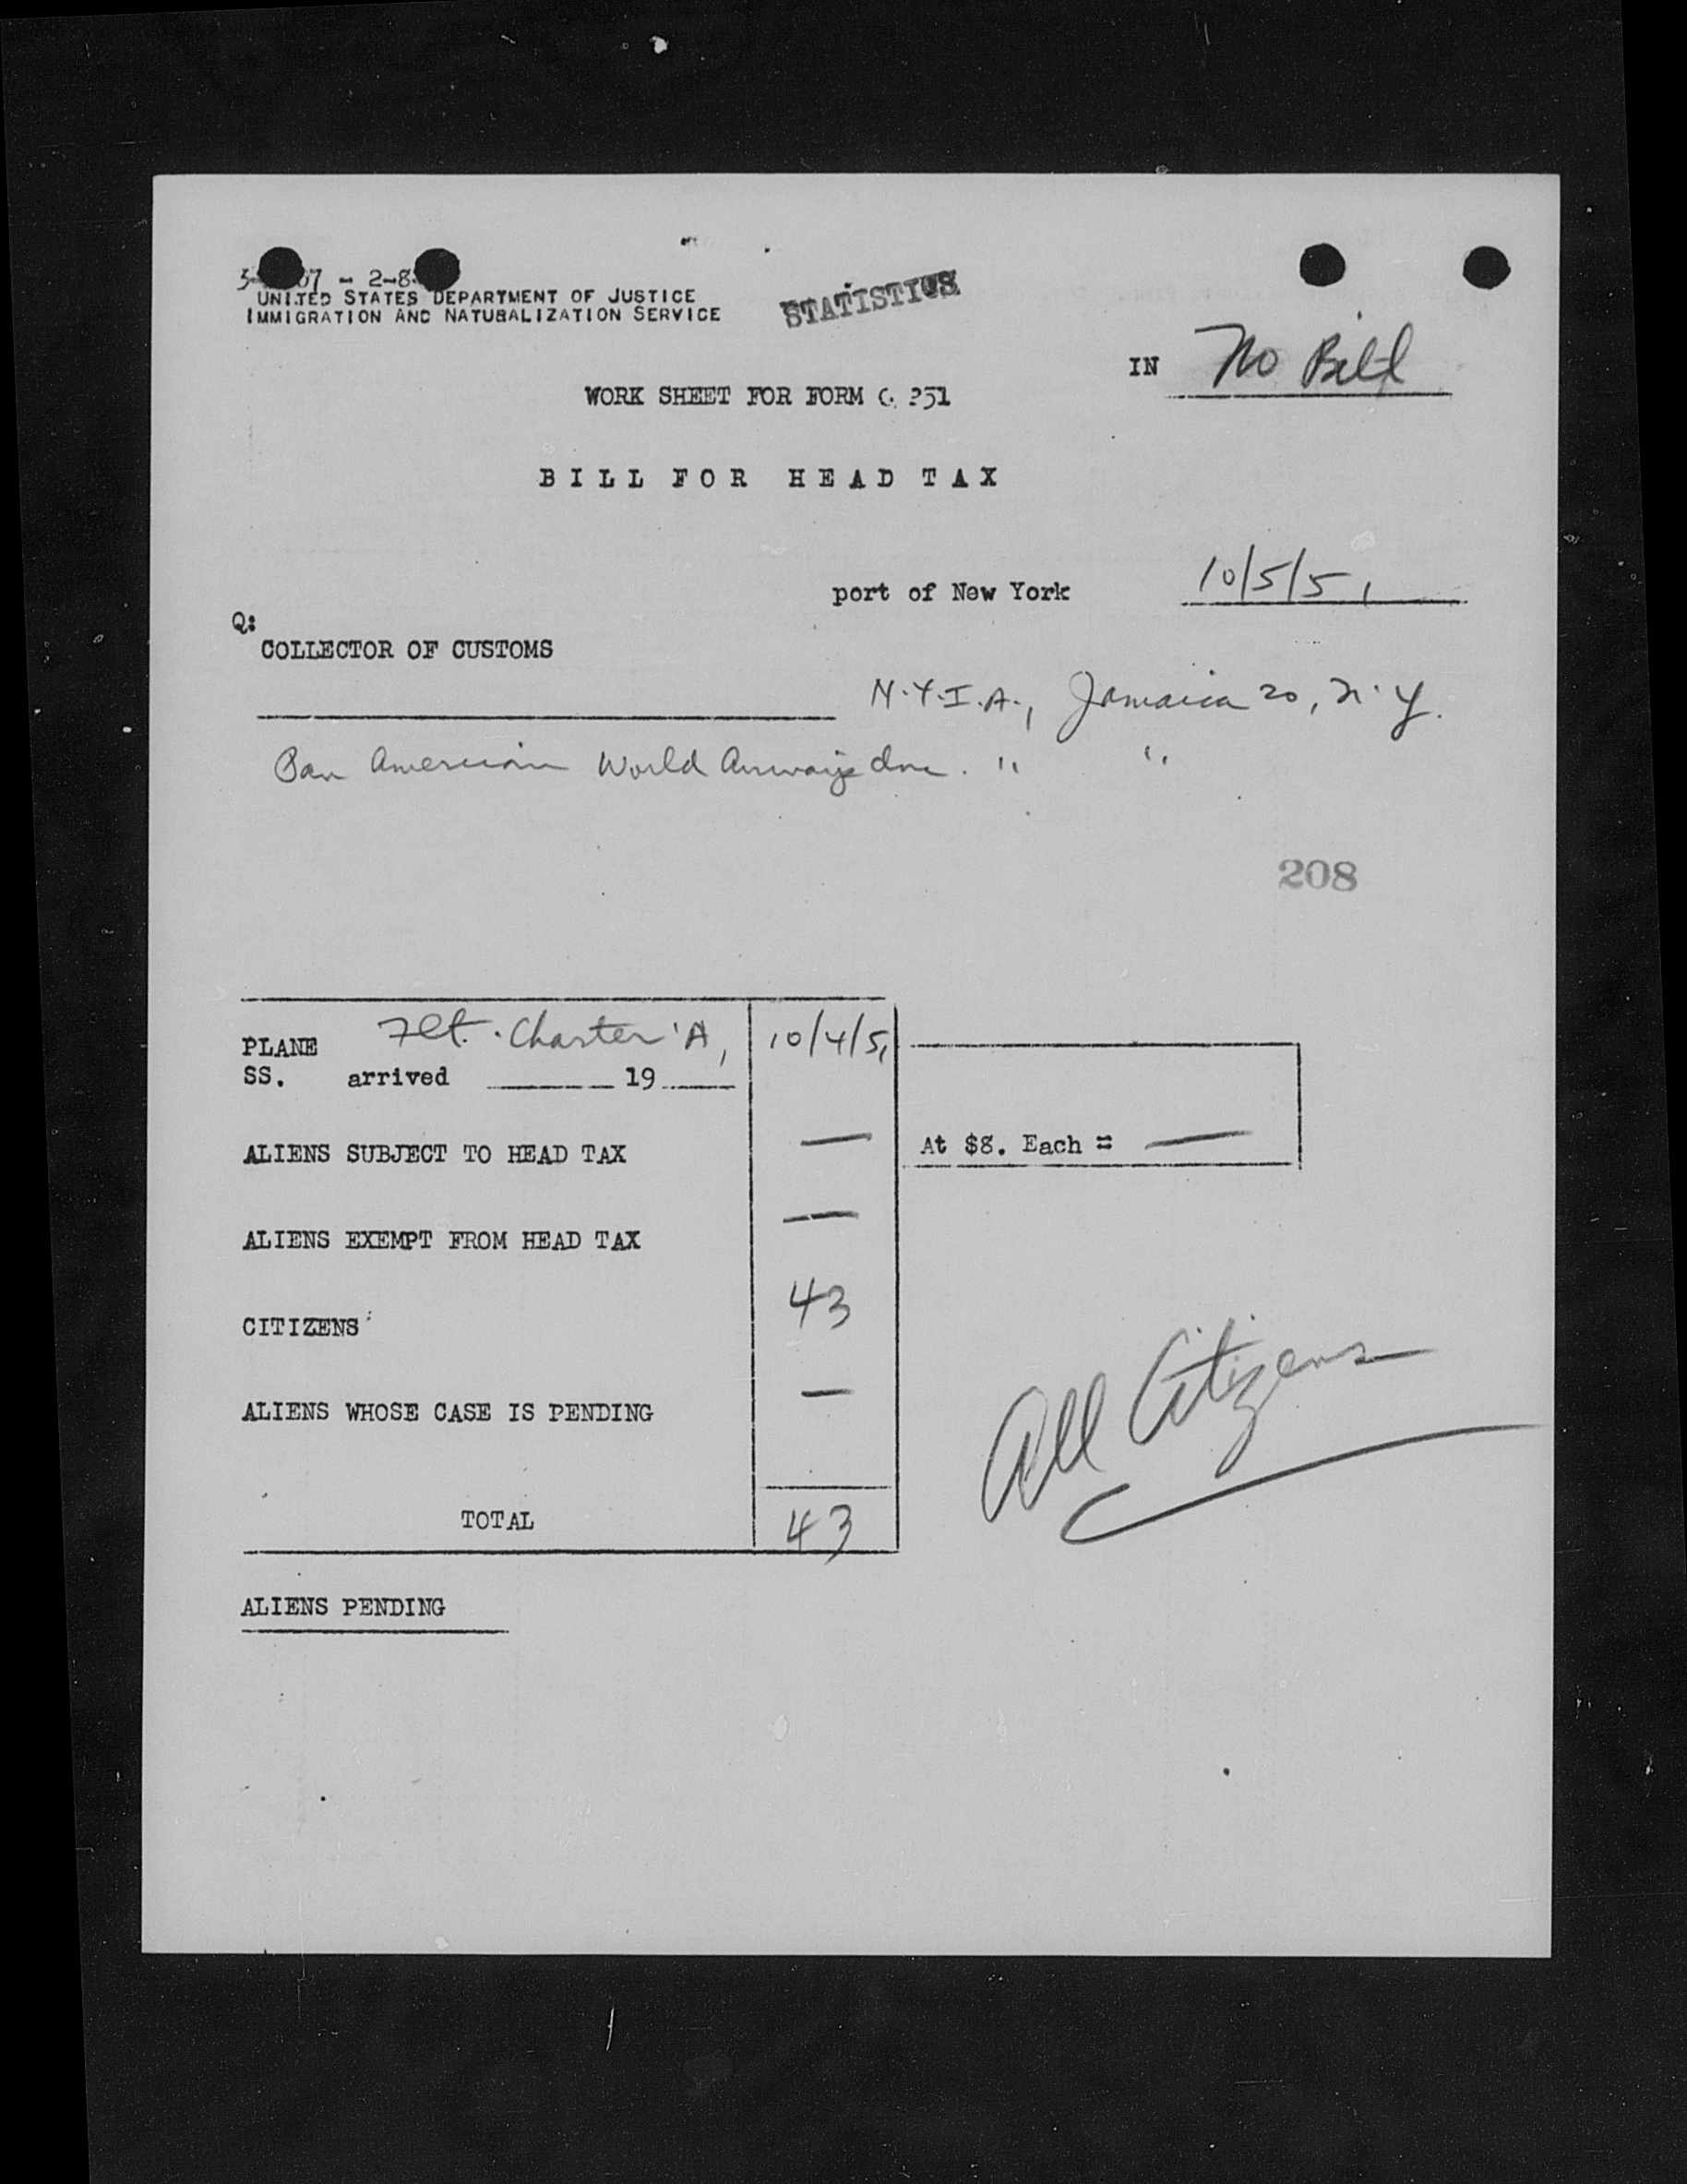 UNITED STATES DEPARTMENT OF JUSTICE
IMMIGRATION AND NATURALIZATION SERVICE
STATISTICS
IN No Bill
WORK SHEET FOR FORM
BILL FOR HEAD TAX
port of New York 10/5/51
Q:
COLLECTOR OF CUSTOMS
N.Y.I.A., Jamaica 20, N.Y.
Pan American World Airways Inc. " "
208
PLANE Flt. Charter 'A, 10/4/51
SS. arrived 19
ALIENS SUBJECT TO HEAD TAX — At $8. Each = —
ALIENS EXEMPT FROM HEAD TAX —
CITIZENS 43
ALIENS WHOSE CASE IS PENDING —
All Citizens
TOTAL 43
ALIENS PENDING